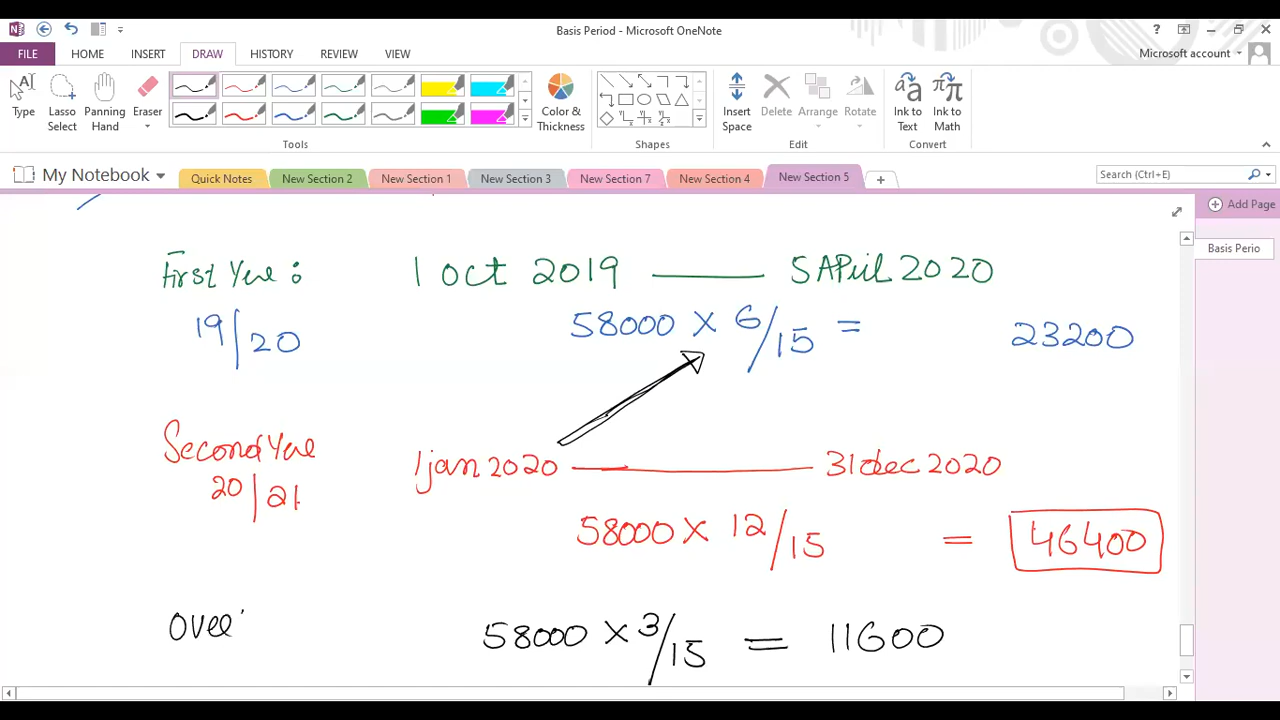 Basis Period - Microsoft OneNote
FILE HOME INSERT DRAW HISTORY REVIEW VIEW
Microsoft account
Type
Lasso Select
Panning Hand
Eraser
Color & Thickness
Insert Space
Delete
Arrange
Rotate
Ink to Text
Ink to Math
Tools Shapes Edit Convert
My Notebook Quick Notes New Section 2 New Section 1 New Section 3 New Section 7 New Section 4 New Section 5
Search (Ctrl+E)
Add Page
Basis Perio
First Year : 1 Oct 2019 — 5 April 2020
19/20 58000 X 6/15 = 23200
Second Year 1 jan 2020 — 31 dec 2020
20/21 58000 X 12/15 = 46400
Over 58000 X 3/15 = 11600